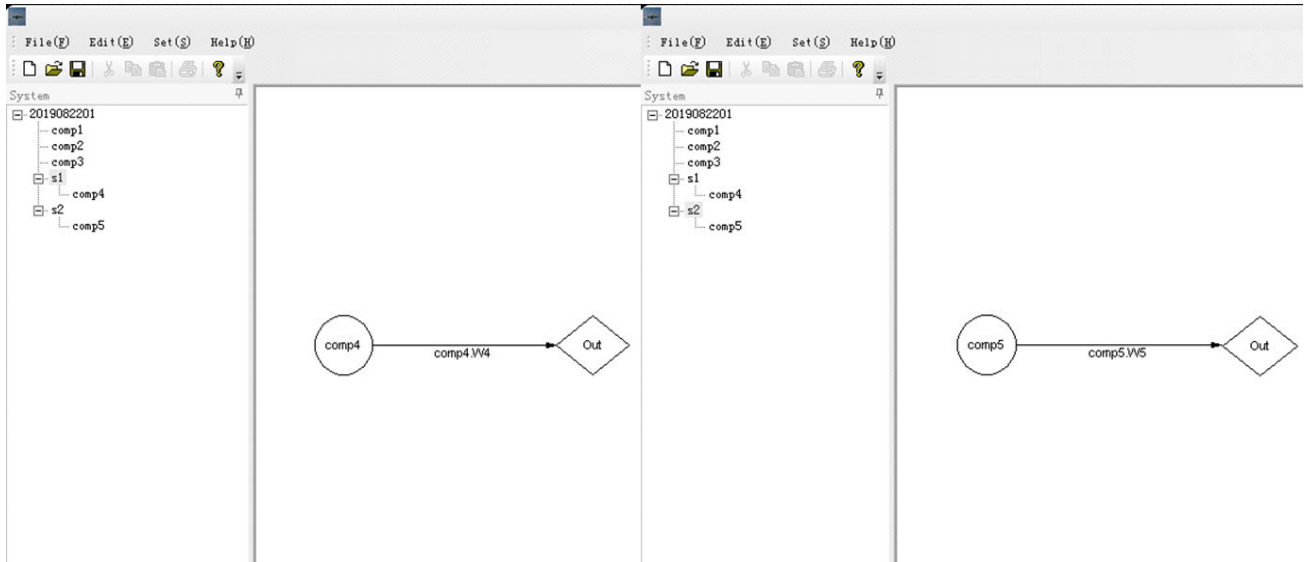 File(F) Edit(E) Set(S) Help(H)
System
2019082201
comp1
comp2
comp3
s1
comp4
s2
comp5
comp4
comp4.W4
Out
File(F) Edit(E) Set(S) Help(H)
System
2019082201
comp1
comp2
comp3
s1
comp4
s2
comp5
comp5
comp5.W5
Out